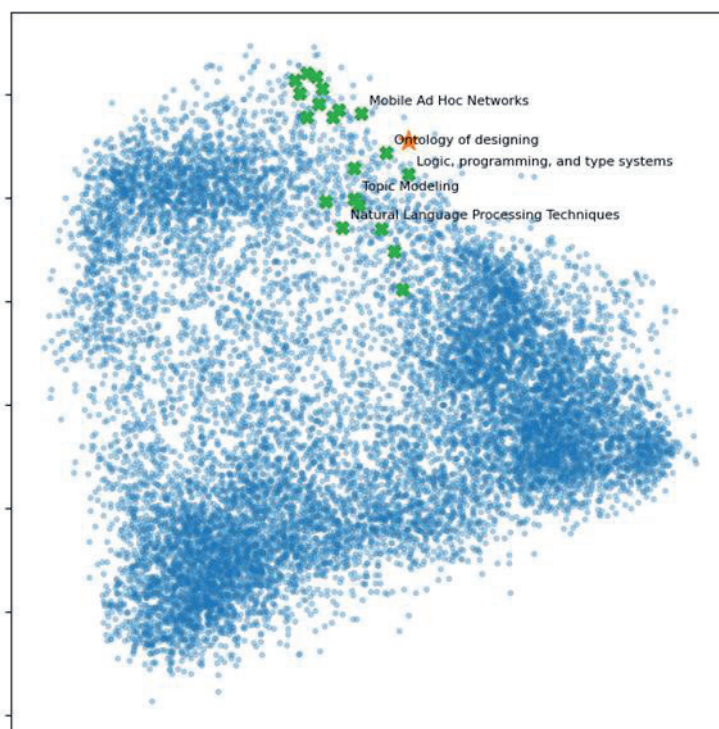 Mobile Ad Hoc Networks
Ontology of designing
Logic, programming, and type systems
Topic Modeling
Natural Language Processing Techniques